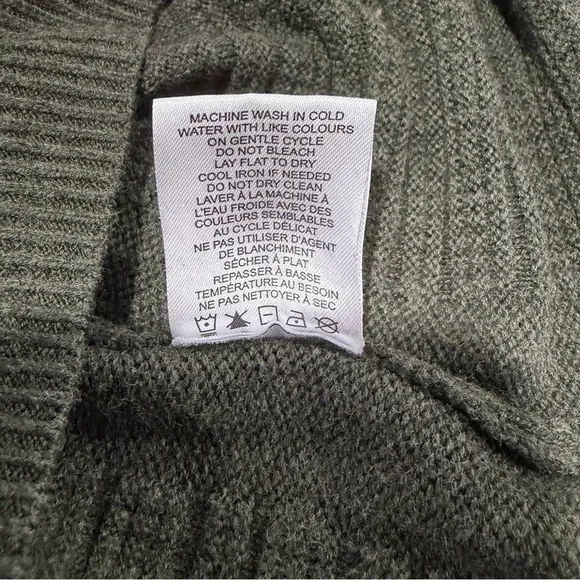 MACHINE WASH IN COLD
WATER WITH LIKE COLOURS
ON GENTLE CYCLE
DO NOT BLEACH
LAY FLAT TO DRY
COOL IRON IF NEEDED
DO NOT DRY CLEAN
LAVER À LA MACHINE À
L'EAU FROIDE AVEC DES
COULEURS SEMBLABLES
AU CYCLE DÉLICAT
NE PAS UTILISER D'AGENT
DE BLANCHIMENT
SÉCHER À PLAT
REPASSER À BASSE
TEMPÉRATURE AU BESOIN
NE PAS NETTOYER À SEC